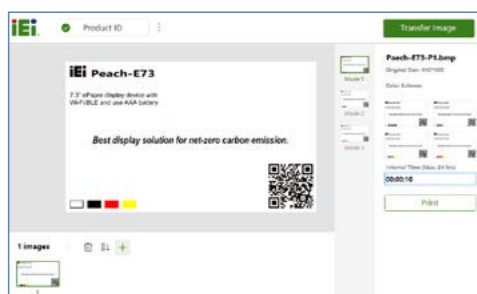 iEi.
Product ID
Transfer Image
iEi Peach-E73
7.3" ePaper display device with
Wi-Fi/BLE and use AAA battery
Best display solution for net-zero carbon emission.
Mode 1
Mode 2
Mode 3
Paech-E73-P1.bmp
Color Scheme
Interval Time (Max: 24 hrs)
00:00:10
Print
1 images
1